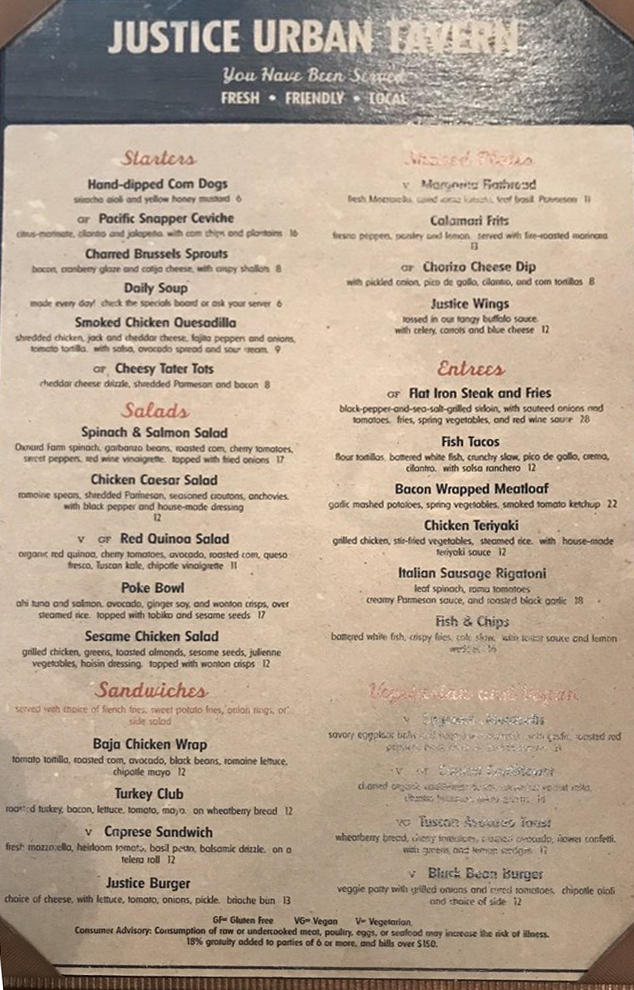 JUSTICE URBAN TAVERN
You Have Been Served
FRESH • FRIENDLY • LOCAL
Starters
Hand-dipped Corn Dogs
sriracha aioli and yellow honey mustard 6
GF Pacific Snapper Ceviche
citrus-marinate, cilantro and jalapeño. with corn chips and plantains 16
Charred Brussels Sprouts
bacon, cranberry glaze and cotija cheese, with crispy shallots 8
Daily Soup
made every day! check the specials board or ask your server 6
Smoked Chicken Quesadilla
shredded chicken, jack and cheddar cheese, fajita peppers and onions,
tomato tortilla. with salsa, avocado spread and sour cream. 9
GF Cheesy Tater Tots
cheddar cheese drizzle, shredded Parmesan and bacon 8
Salads
Spinach & Salmon Salad
Oxnard Farm spinach, garbanzo beans, roasted corn, cherry tomatoes,
sweet peppers, red wine vinaigrette. topped with fried onions 17
Chicken Caesar Salad
romaine spears, shredded Parmesan, seasoned croutons, anchovies.
with black pepper and house-made dressing
12
V GF Red Quinoa Salad
organic red quinoa, cherry tomatoes, avocado, roasted corn, queso
fresco, Tuscan kale, chipotle vinaigrette 11
Poke Bowl
ahi tuna and salmon, avocado, ginger soy, and wonton crisps, over
steamed rice. topped with tobiko and sesame seeds 17
Sesame Chicken Salad
grilled chicken, greens, toasted almonds, sesame seeds, julienne
vegetables, hoisin dressing. topped with wonton crisps 12
Sandwiches
served with choice of french fries, sweet potato fries, onion rings, or
side salad
Baja Chicken Wrap
tomato tortilla, roasted corn, avocado, black beans, romaine lettuce,
chipotle mayo 12
Turkey Club
roasted turkey, bacon, lettuce, tomato, mayo. on wheatberry bread 12
V Caprese Sandwich
fresh mozzarella, heirloom tomato, basil pesto, balsamic drizzle. on a
telera roll 12
Justice Burger
choice of cheese, with lettuce, tomato, onions, pickle. brioche bun 13
Shared Plates
V Margherita Flatbread
fresh Mozzarella, leaf basil, Parmesan 11
Calamari Frits
fresno peppers, parsley and lemon. served with fire-roasted marinara
13
GF Chorizo Cheese Dip
with pickled onion, pico de gallo, cilantro, and corn tortillas 8
Justice Wings
tossed in our tangy buffalo sauce.
with celery, carrots and blue cheese 12
Entrees
GF Flat Iron Steak and Fries
black-pepper-and-sea-salt-grilled sirloin, with sauteed onions and
tomatoes. fries, spring vegetables, and red wine sauce 28
Fish Tacos
flour tortillas, battered white fish, crunchy slaw, pico de gallo, crema,
cilantro. with salsa ranchero 12
Bacon Wrapped Meatloaf
garlic mashed potatoes, spring vegetables, smoked tomato ketchup 22
Chicken Teriyaki
grilled chicken, stir-fried vegetables, steamed rice. with house-made
teriyaki sauce 12
Italian Sausage Rigatoni
leaf spinach, roma tomatoes
creamy Parmesan sauce, and roasted black garlic 18
Fish & Chips
battered white fish, crispy fries, cole slaw. with tartar sauce and lemon
wedges 16
Vegetarian and Vegan
V Eggplant Meatballs
savory eggplant balls with garlic, roasted red
V
VG Tuscan Avocado Toast
wheatberry bread, cherry tomatoes, avocado, flower confetti.
with greens, and lemon wedges 12
V Black Bean Burger
veggie patty with grilled onions and cured tomatoes, chipotle aioli
and choice of side 12
GF= Gluten Free VG= Vegan V= Vegetarian
Consumer Advisory: Consumption of raw or undercooked meat, poultry, eggs, or seafood may increase the risk of illness.
18% gratuity added to parties of 6 or more, and bills over $150.